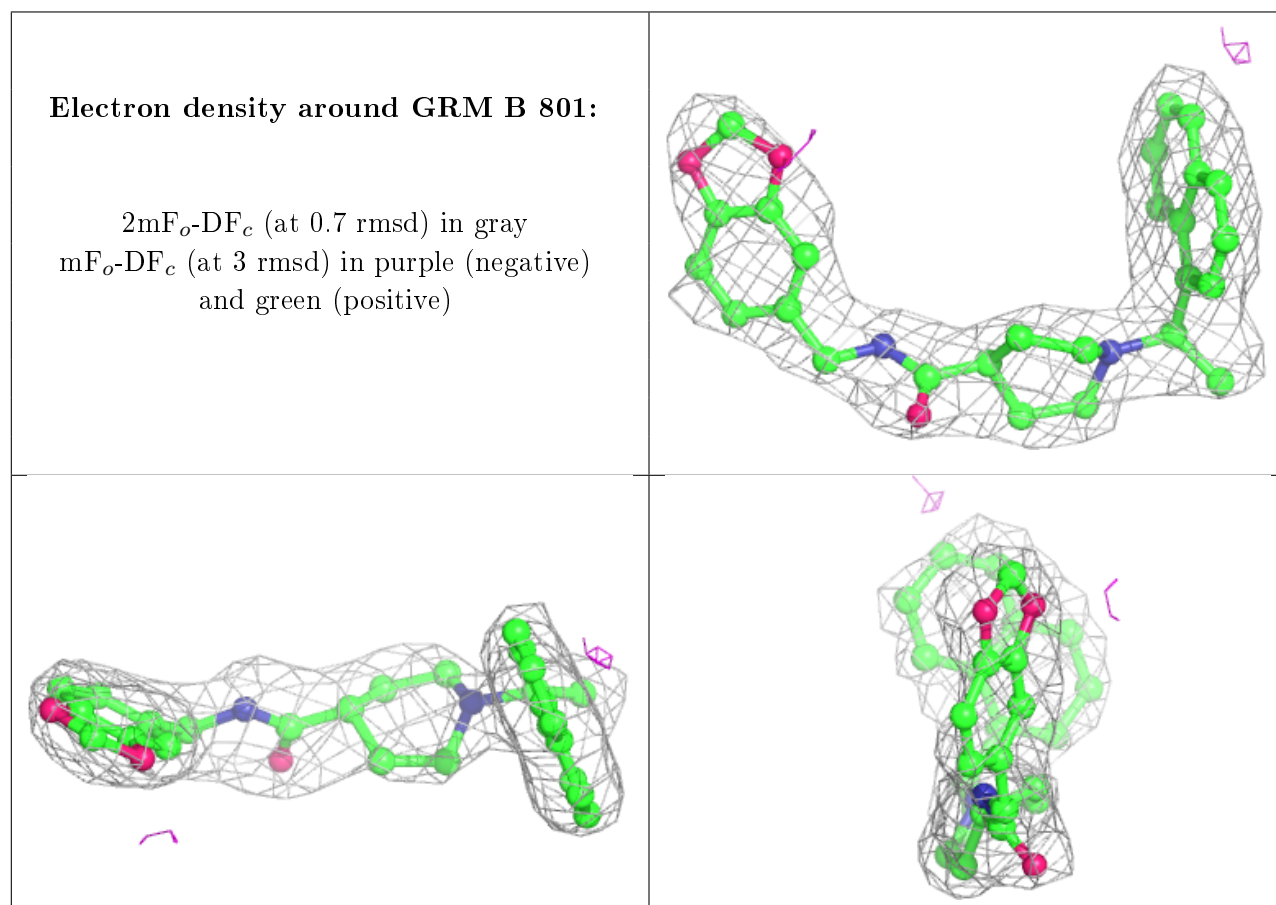 Electron density around GRM B 801:
2mFo-DFc (at 0.7 rmsd) in gray
mFo-DFc (at 3 rmsd) in purple (negative)
and green (positive)